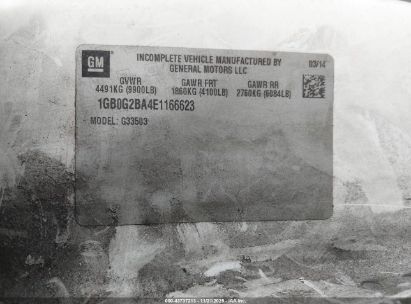 GM
INCOMPLETE VEHICLE MANUFACTURED BY
GENERAL MOTORS LLC
03/14
GVWR GAWR FRT GAWR RR
4491KG (9900LB) 1860KG (4100LB) 2760KG (6084LB)
1GB0G2BA4E1166623
MODEL: G33503